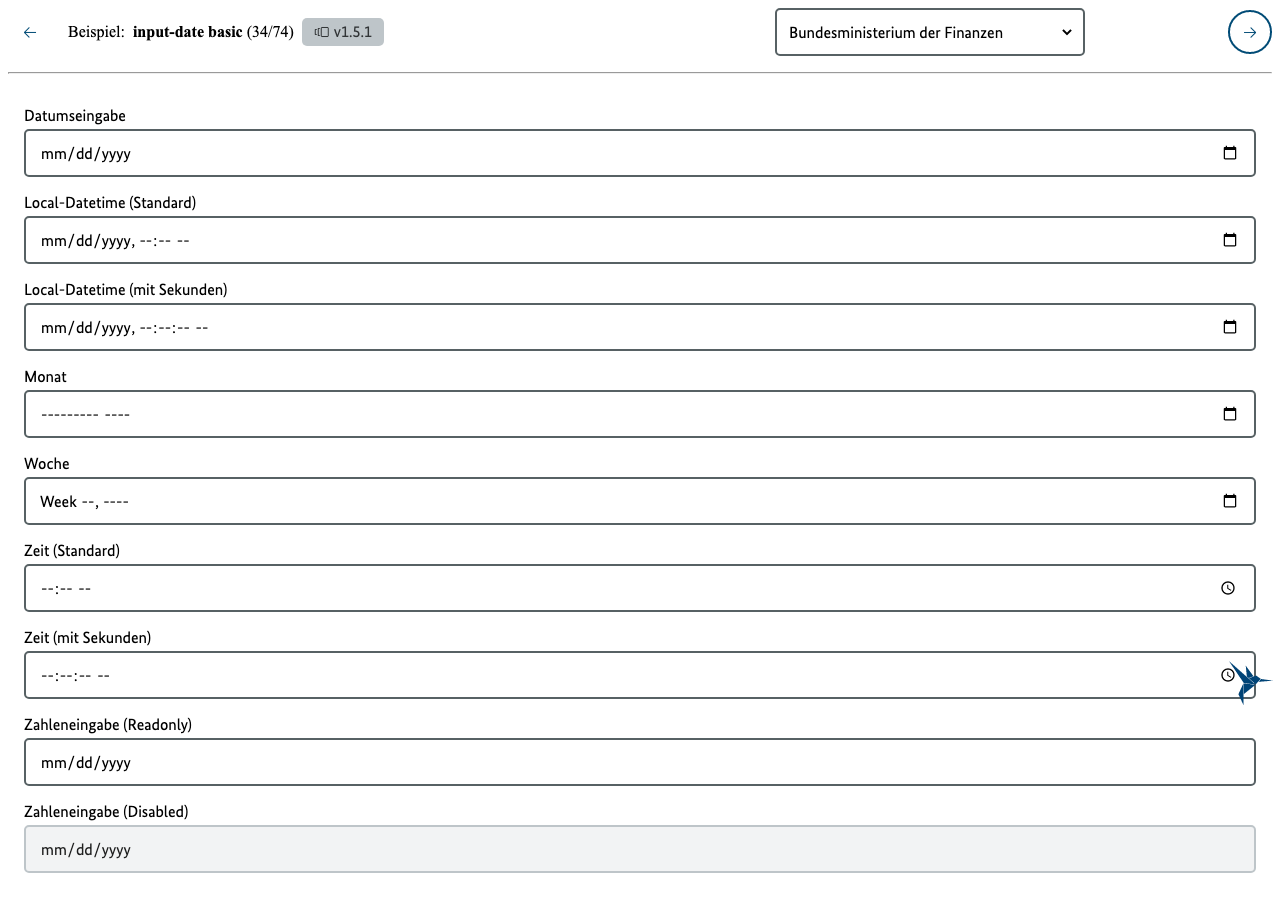 Beispiel: input-date basic (34/74) v1.5.1 Bundesministerium der Finanzen
Datumseingabe
mm/dd/yyyy
Local-Datetime (Standard)
mm/dd/yyyy, --:-- --
Local-Datetime (mit Sekunden)
mm/dd/yyyy, --:--:-- --
Monat
--------- ----
Woche
Week --, ----
Zeit (Standard)
--:-- --
Zeit (mit Sekunden)
--:--:-- --
Zahleneingabe (Readonly)
mm/dd/yyyy
Zahleneingabe (Disabled)
mm/dd/yyyy